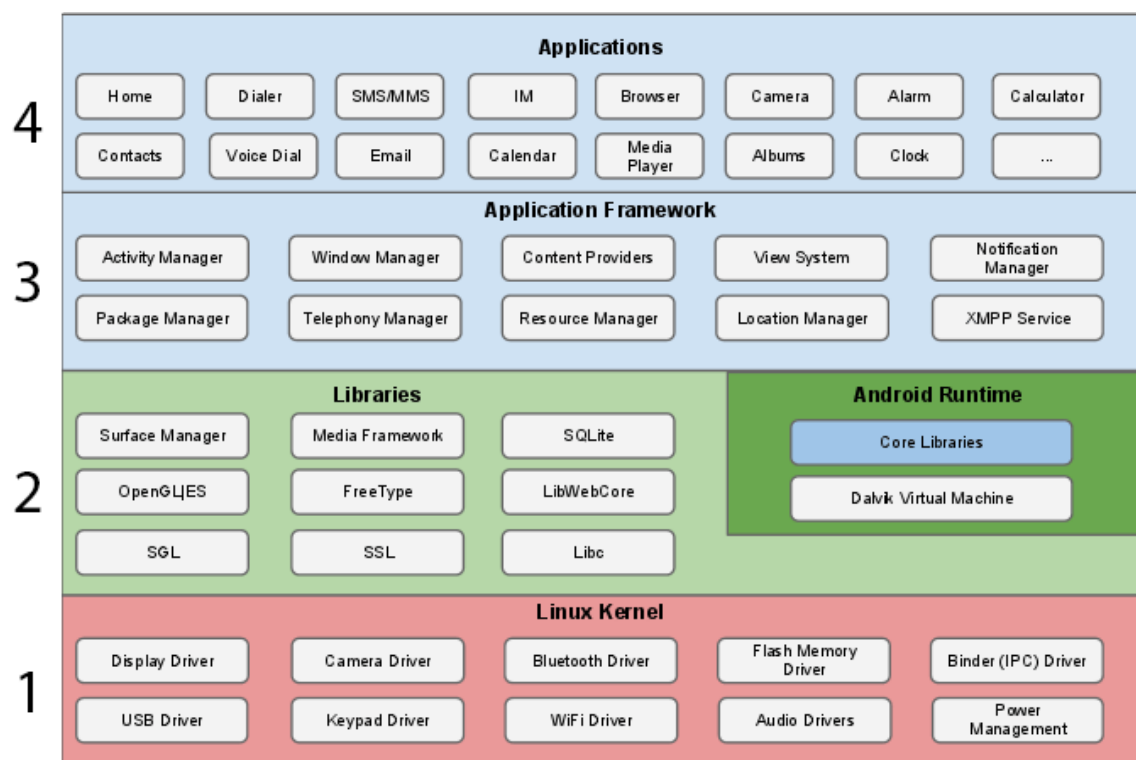 Applications
4
Home
Dialer
SMS/MMS
IM
Browser
Camera
Alarm
Calculator
Contacts
Voice Dial
Email
Calendar
Media
Player
Albums
Clock
...
Application Framework
3
Activity Manager
Window Manager
Content Providers
View System
Notification
Manager
Package Manager
Telephony Manager
Resource Manager
Location Manager
XMPP Service
2
Libraries
Surface Manager
Media Framework
SQLite
OpenGL|ES
FreeType
LibWebCore
SGL
SSL
Libc
Android Runtime
Core Libraries
Dalvik Virtual Machine
Linux Kernel
1
Display Driver
Camera Driver
Bluetooth Driver
Flash Memory
Driver
Binder (IPC) Driver
USB Driver
Keypad Driver
WiFi Driver
Audio Drivers
Power
Management